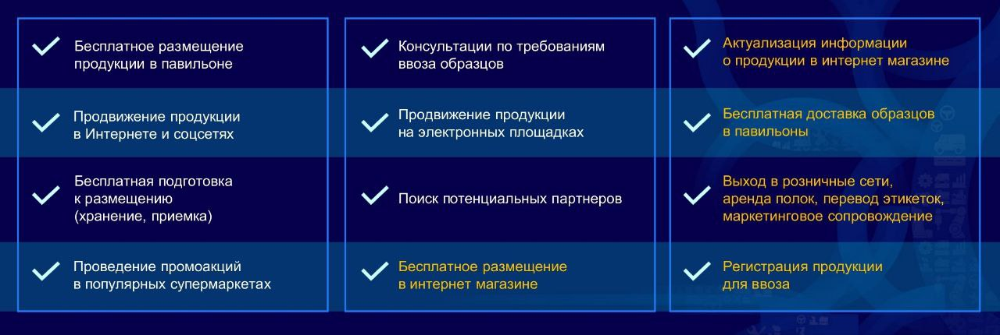 Бесплатное размещение
продукции в павильоне
Продвижение продукции
в Интернете и соцсетях
Бесплатная подготовка
к размещению
(хранение, приемка)
Проведение промоакций
в популярных супермаркетах
Консультации по требованиям
ввоза образцов
Продвижение продукции
на электронных площадках
Поиск потенциальных партнеров
Бесплатное размещение
в интернет магазине
Актуализация информации
о продукции в интернет магазине
Бесплатная доставка образцов
в павильоны
Выход в розничные сети,
аренда полок, перевод этикеток,
маркетинговое сопровождение
Регистрация продукции
для ввоза